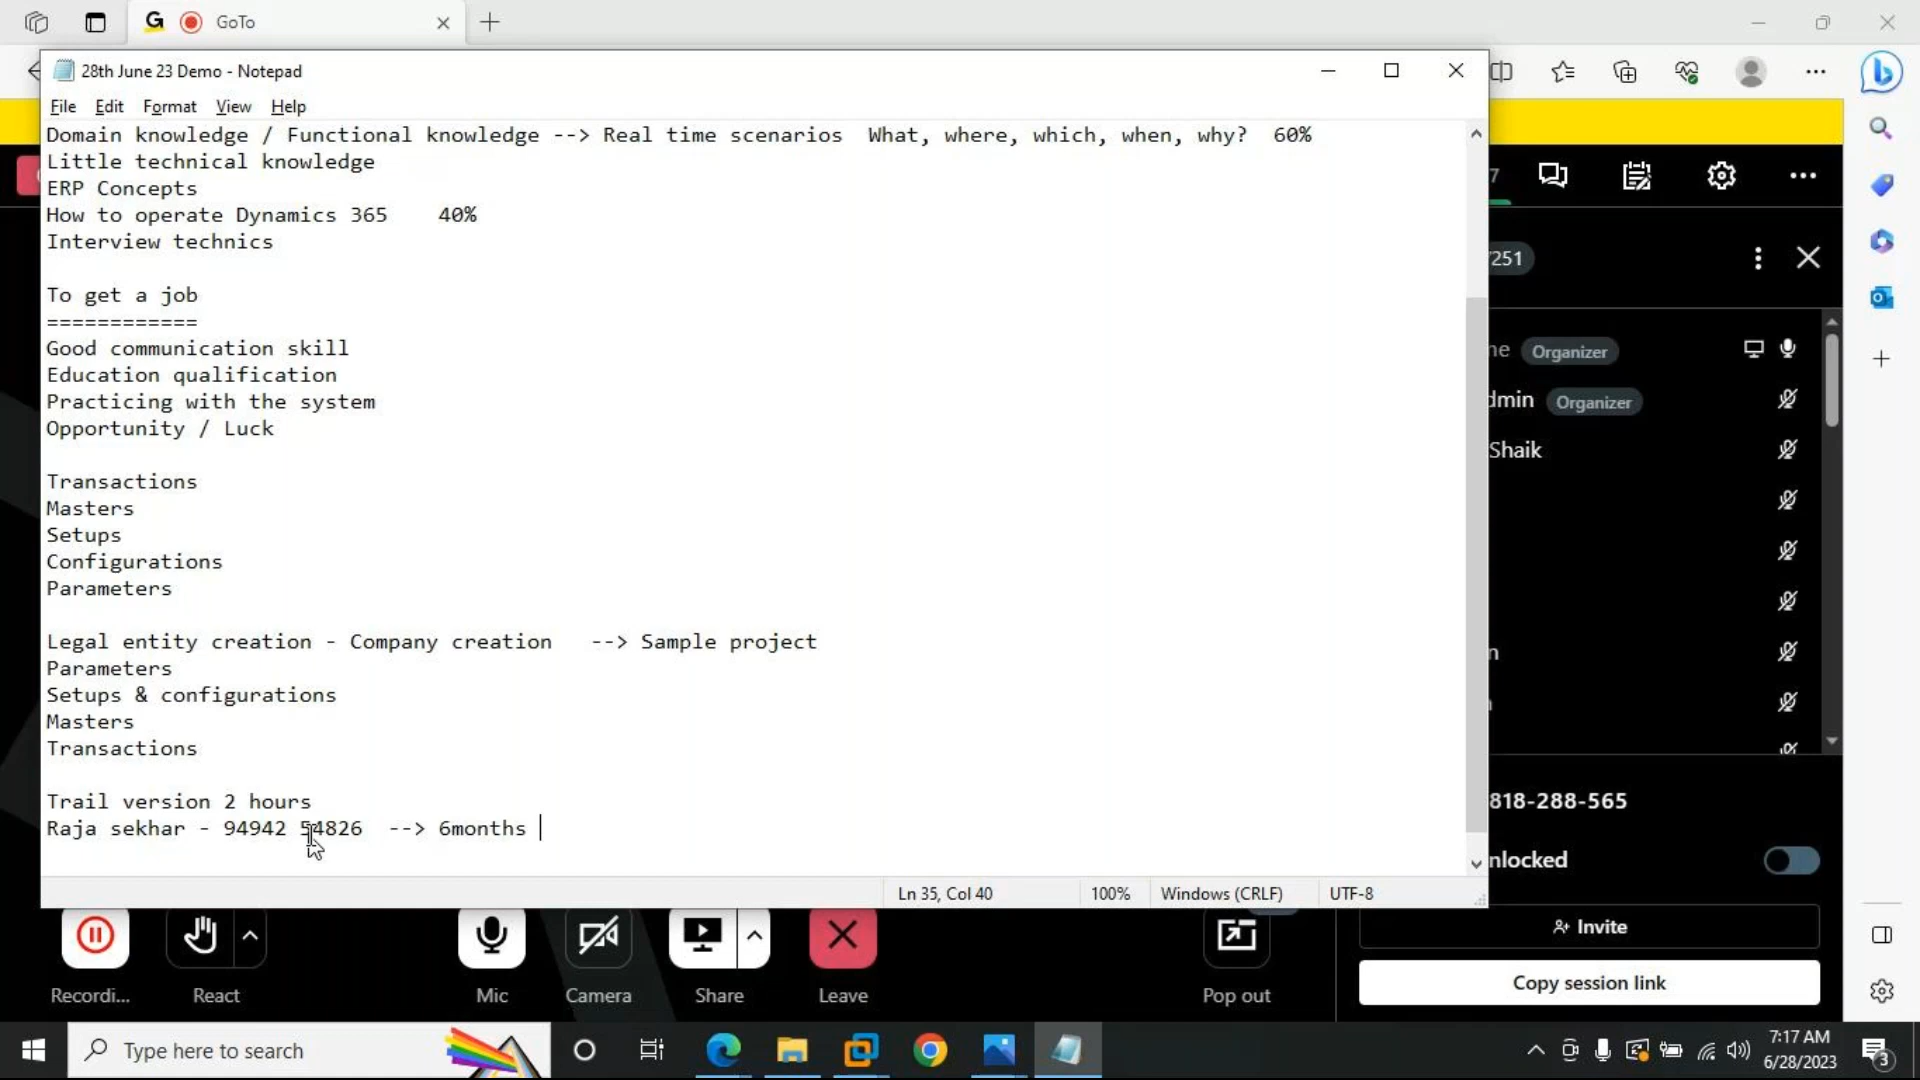 GoTo
28th June 23 Demo - Notepad
File Edit Format View Help
Domain knowledge / Functional knowledge --> Real time scenarios What, where, which, when, why? 60%
Little technical knowledge
ERP Concepts
How to operate Dynamics 365 40%
Interview technics
To get a job
============
Good communication skill
Education qualification
Practicing with the system
Opportunity / Luck
Transactions
Masters
Setups
Configurations
Parameters
Legal entity creation - Company creation --> Sample project
Parameters
Setups & configurations
Masters
Transactions
Trail version 2 hours
Raja sekhar - 94942 54826 --> 6months
Ln 35, Col 40 100% Windows (CRLF) UTF-8
7
/251
ne Organizer
dmin Organizer
Shaik
n
818-288-565
nlocked
Invite
Copy session link
Recordi... React Mic Camera Share Leave Pop out
Type here to search
7:17 AM
6/28/2023
3